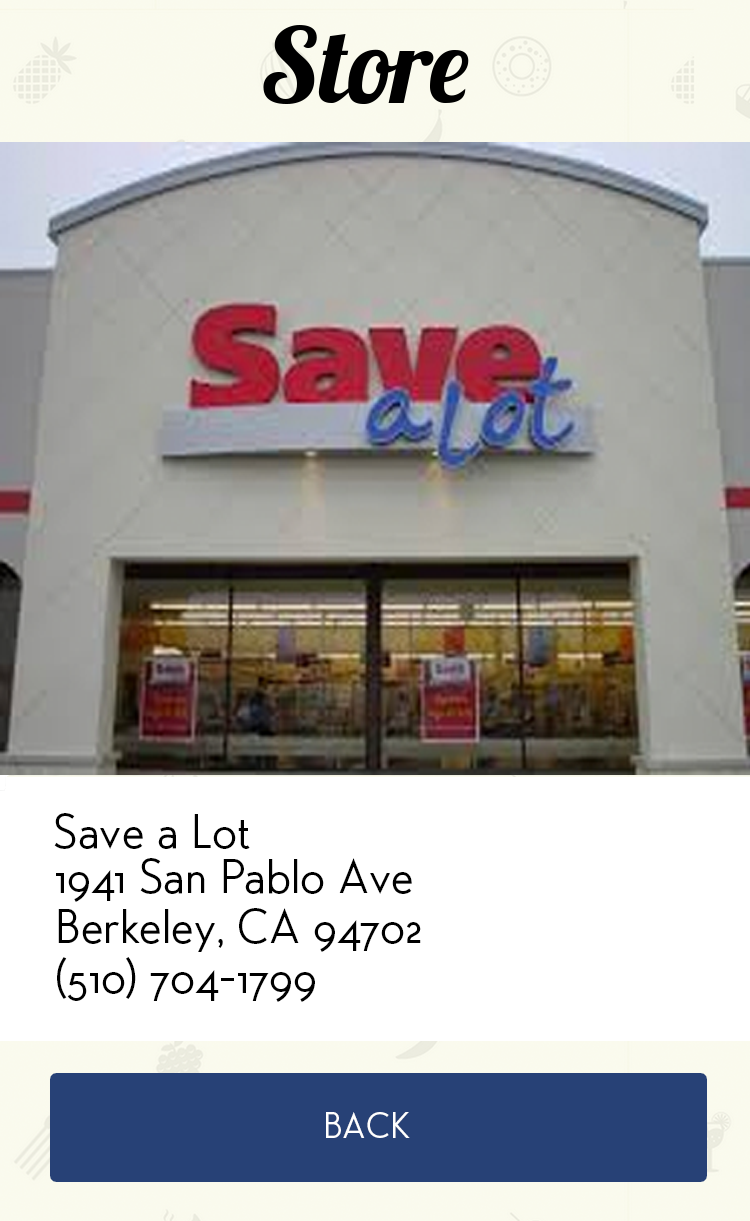 Store
Save
a Lot
Save a Lot
1941 San Pablo Ave
Berkeley, CA 94702
(510) 704-1799
BACK